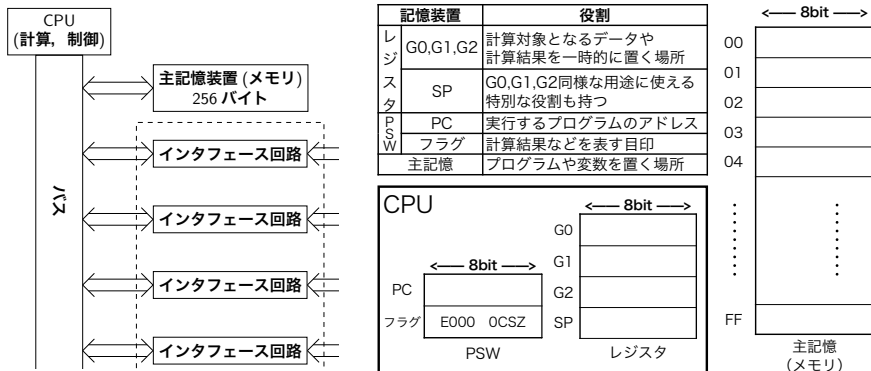 CPU
(計算，制御)
主記憶装置 (メモリ)
256 バイト
インタフェース回路
インタフェース回路
インタフェース回路
インタフェース回路
バス
記憶装置 役割
レジスタ
G0,G1,G2 計算対象となるデータや
計算結果を一時的に置く場所
SP G0,G1,G2同様な用途に使える
特別な役割も持つ
PSW
PC 実行するプログラムのアドレス
フラグ 計算結果などを表す目印
主記憶 プログラムや変数を置く場所
CPU
<—— 8bit ——>
PC
フラグ E000 0CSZ
PSW
<—— 8bit ——>
G0
G1
G2
SP
レジスタ
<—— 8bit ——>
00
01
02
03
04
FF
主記憶
(メモリ)